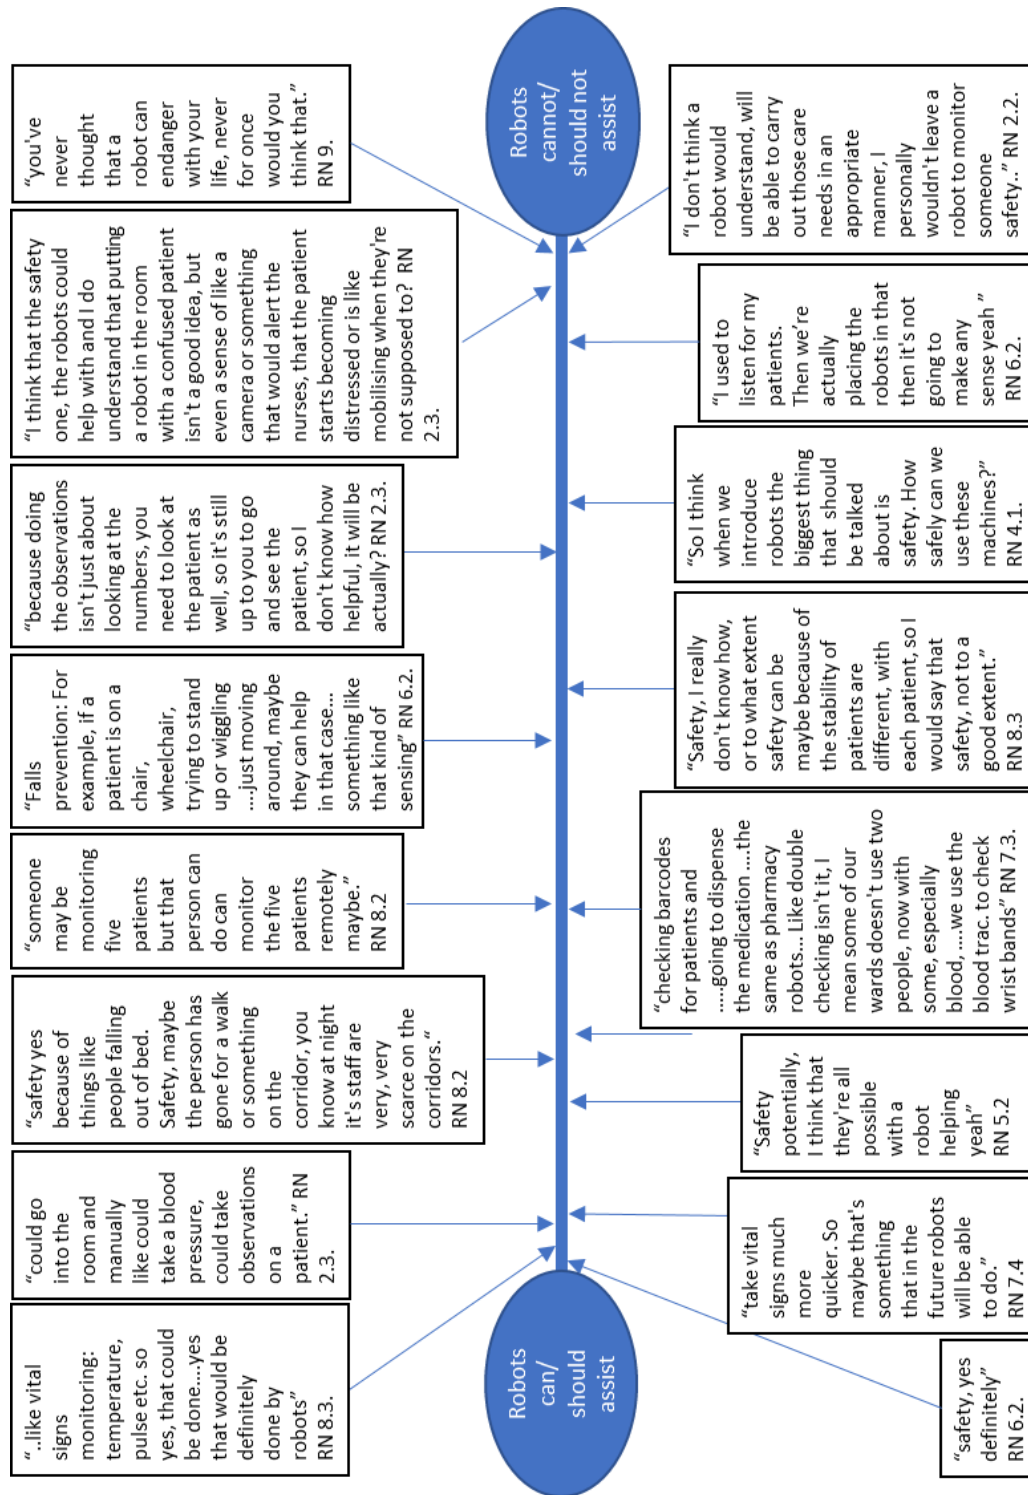 “..like vital
signs
monitoring:
temperature,
pulse etc. so
yes, that could
be done....yes
that would be
definitely
done by
robots”
RN 8.3.
“could go
into the
room and
manually
like could
take a blood
pressure,
could take
observations
on a
patient.” RN
2.3.
“safety yes
because of
things like
people falling
out of bed.
Safety, maybe
the person has
gone for a walk
or something
on the
corridor, you
know at night
it's staff are
very, very
scarce on the
corridors.“
RN 8.2
“someone
may be
monitoring
five
patients
but that
person can
do can
monitor
the five
patients
remotely
maybe.”
RN 8.2
“Falls
prevention: For
example, if a
patient is on a
chair,
wheelchair,
trying to stand
up or wiggling
....just moving
around, maybe
they can help
in that case...
something like
that kind of
sensing” RN 6.2.
“because doing
the observations
isn't just about
looking at the
numbers, you
need to look at
the patient as
well, so it's still
up to you to go
and see the
patient, so I
don't know how
helpful, it will be
actually? RN 2.3.
“I think that the safety
one, the robots could
help with and I do
understand that putting
a robot in the room
with a confused patient
isn't a good idea, but
even a sense of like a
camera or something
that would alert the
nurses, that the patient
starts becoming
distressed or is like
mobilising when they're
not supposed to? RN
2.3.
“you've
never
thought
that a
robot can
endanger
with your
life, never
for once
would you
think that.”
RN 9.
Robots
can/
should
assist
Robots
cannot/
should not
assist
“safety, yes
definitely”
RN 6.2.
“take vital
signs much
more
quicker. So
maybe that's
something
that in the
future robots
will be able
to do.”
RN 7.4
“Safety
potentially,
I think that
they're all
possible
with a
robot
helping
yeah”
RN 5.2
“checking barcodes
for patients and
.....going to dispense
the medication ....the
same as pharmacy
robots... Like double
checking isn't it, I
mean some of our
wards doesn't use two
people, now with
some, especially
blood, ....we use the
blood trac. to check
wrist bands” RN 7.3.
“Safety, I really
don't know how,
or to what extent
safety can be
maybe because of
the stability of
patients are
different, with
each patient, so I
would say that
safety, not to a
good extent.”
RN 8.3
“So I think
when we
introduce
robots the
biggest thing
that should
be talked
about is
safety. How
safely can we
use these
machines?”
RN 4.1.
“I used to
listen for my
patients.
Then we’re
actually
placing the
robots in that
then it's not
going to
make any
sense yeah ”
RN 6.2.
“I don't think a
robot would
understand, will
be able to carry
out those care
needs in an
appropriate
manner, I
personally
wouldn't leave a
robot to monitor
someone
safety..” RN 2.2.